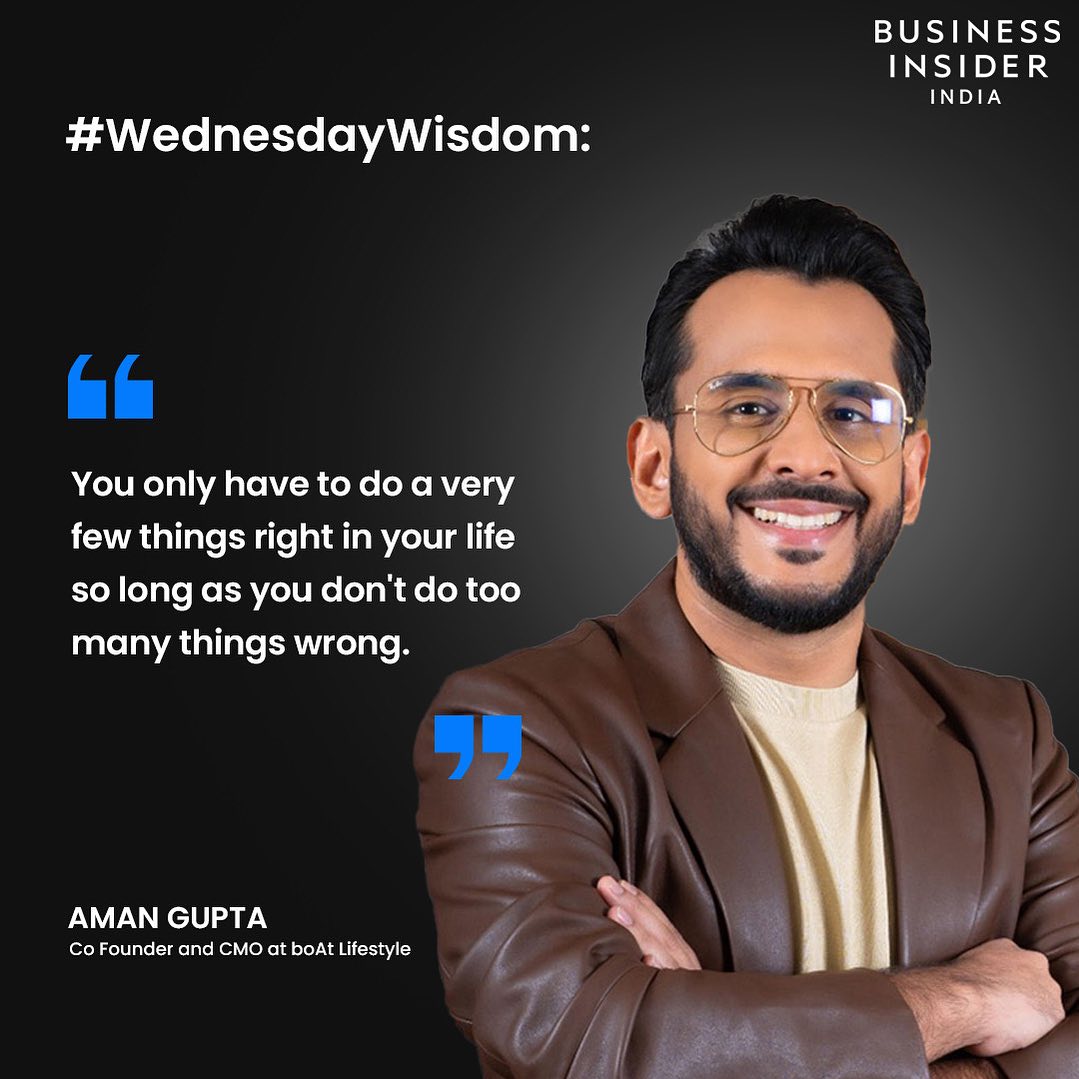 BUSINESS
INSIDER
INDIA
#WednesdayWisdom:
“
You only have to do a very
few things right in your life
so long as you don't do too
many things wrong.
”
AMAN GUPTA
Co Founder and CMO at boAt Lifestyle